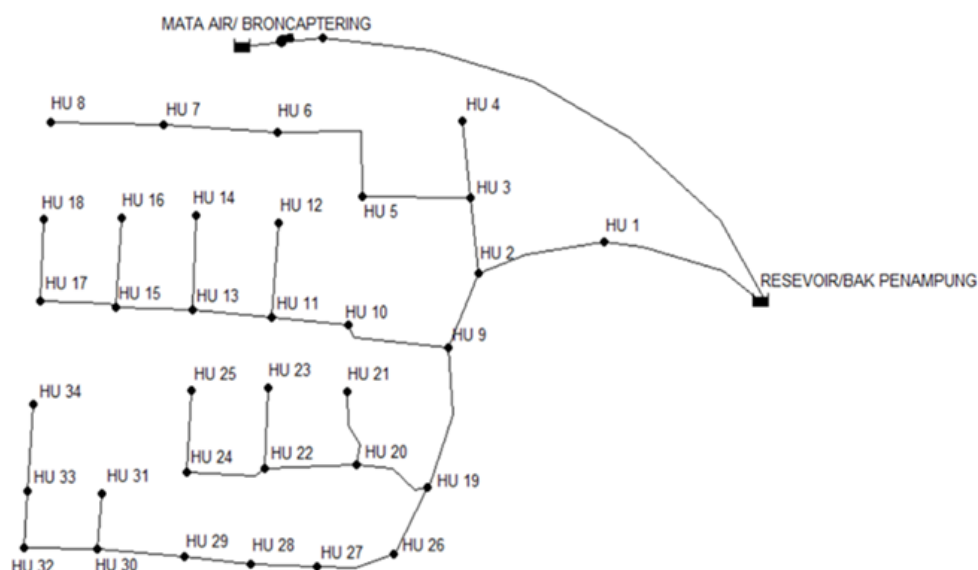 MATA AIR/ BRONCAPTERING
HU 8
HU 7
HU 6
HU 4
HU 3
HU 5
HU 18
HU 16
HU 14
HU 12
HU 1
HU 2
RESEVOIR/BAK PENAMPUNG
HU 17
HU 15
HU 13
HU 11
HU 10
HU 9
HU 25
HU 23
HU 21
HU 34
HU 24
HU 22
HU 20
HU 19
HU 33
HU 31
HU 32
HU 30
HU 29
HU 28
HU 27
HU 26